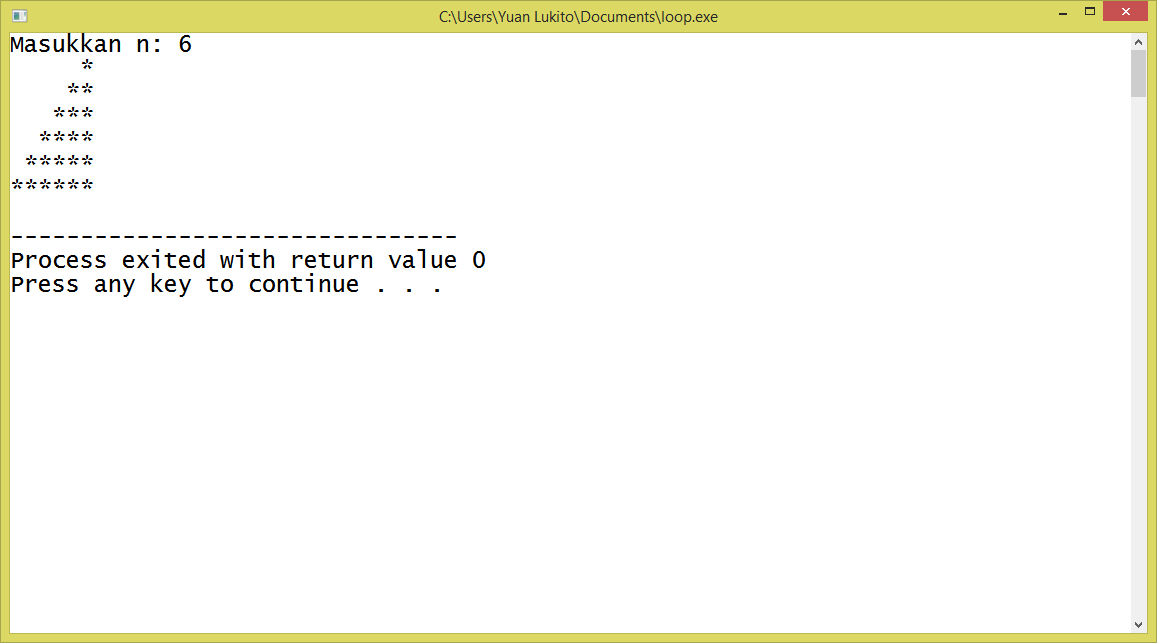 C:\Users\Yuan Lukito\Documents\loop.exe
Masukkan n: 6
     *
    **
   ***
  ****
 *****
******
--------------------------------
Process exited with return value 0
Press any key to continue . . .